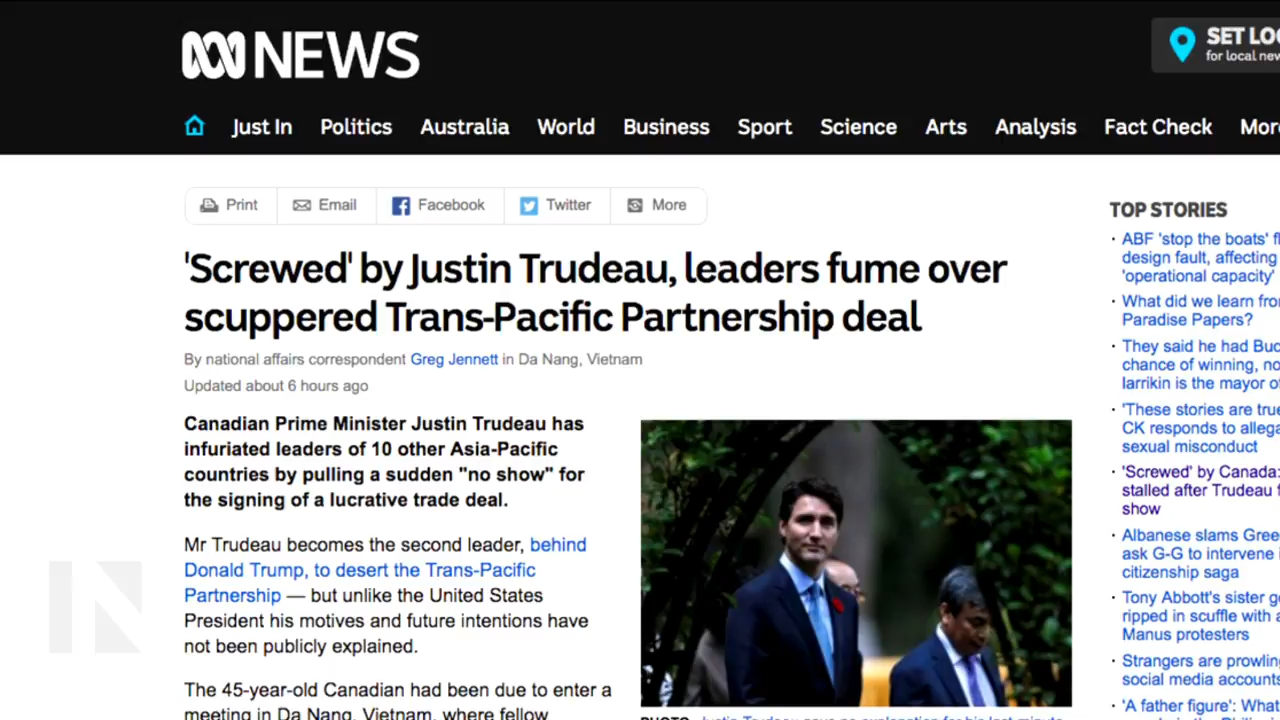 NEWS
SET LOC
for local new
Just In Politics Australia World Business Sport Science Arts Analysis Fact Check Mor
Print Email Facebook Twitter More
'Screwed' by Justin Trudeau, leaders fume over
scuppered Trans-Pacific Partnership deal
By national affairs correspondent Greg Jennett in Da Nang, Vietnam
Updated about 6 hours ago
Canadian Prime Minister Justin Trudeau has
infuriated leaders of 10 other Asia-Pacific
countries by pulling a sudden "no show" for
the signing of a lucrative trade deal.
Mr Trudeau becomes the second leader, behind
Donald Trump, to desert the Trans-Pacific
Partnership — but unlike the United States
President his motives and future intentions have
not been publicly explained.
The 45-year-old Canadian had been due to enter a
meeting in Da Nang, Vietnam, where fellow
TOP STORIES
ABF 'stop the boats' f
design fault, affecting
'operational capacity'
What did we learn fro
Paradise Papers?
They said he had Bud
chance of winning, no
larrikin is the mayor o
'These stories are true
CK responds to allega
sexual misconduct
'Screwed' by Canada:
stalled after Trudeau f
show
Albanese slams Gree
ask G-G to intervene i
citizenship saga
Tony Abbott's sister g
ripped in scuffle with a
Manus protesters
Strangers are prowling
social media accounts
'A father figure': What
N